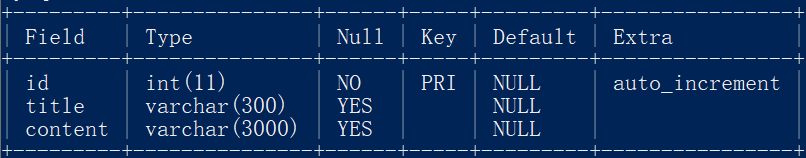 Field Type Null Key Default Extra
id int(11) NO PRI NULL auto_increment
title varchar(300) YES NULL
content varchar(3000) YES NULL